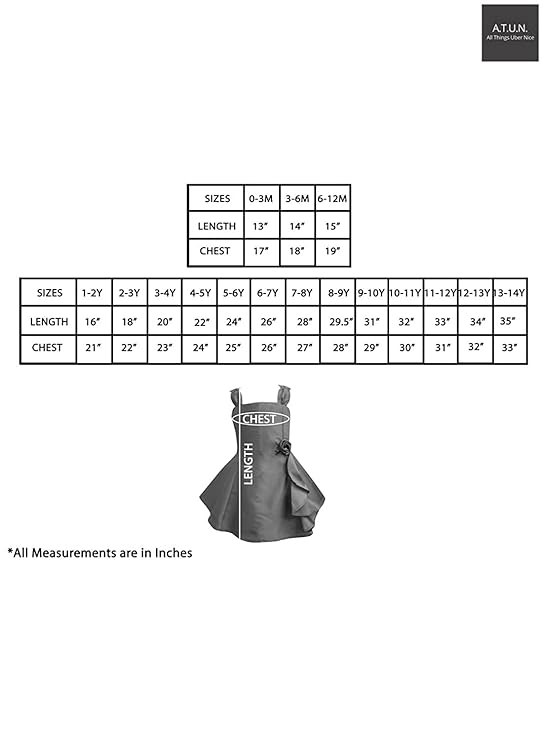 A.T.U.N.
All Things Uber Nice
SIZES 0-3M 3-6M 6-12M
LENGTH 13” 14” 15”
CHEST 17” 18” 19”
SIZES 1-2Y 2-3Y 3-4Y 4-5Y 5-6Y 6-7Y 7-8Y 8-9Y 9-10Y 10-11Y 11-12Y 12-13Y 13-14Y
LENGTH 16” 18” 20” 22” 24” 26” 28” 29.5” 31” 32” 33” 34” 35”
CHEST 21” 22” 23” 24” 25” 26” 27” 28” 29” 30” 31” 32” 33”
CHEST
LENGTH
*All Measurements are in Inches